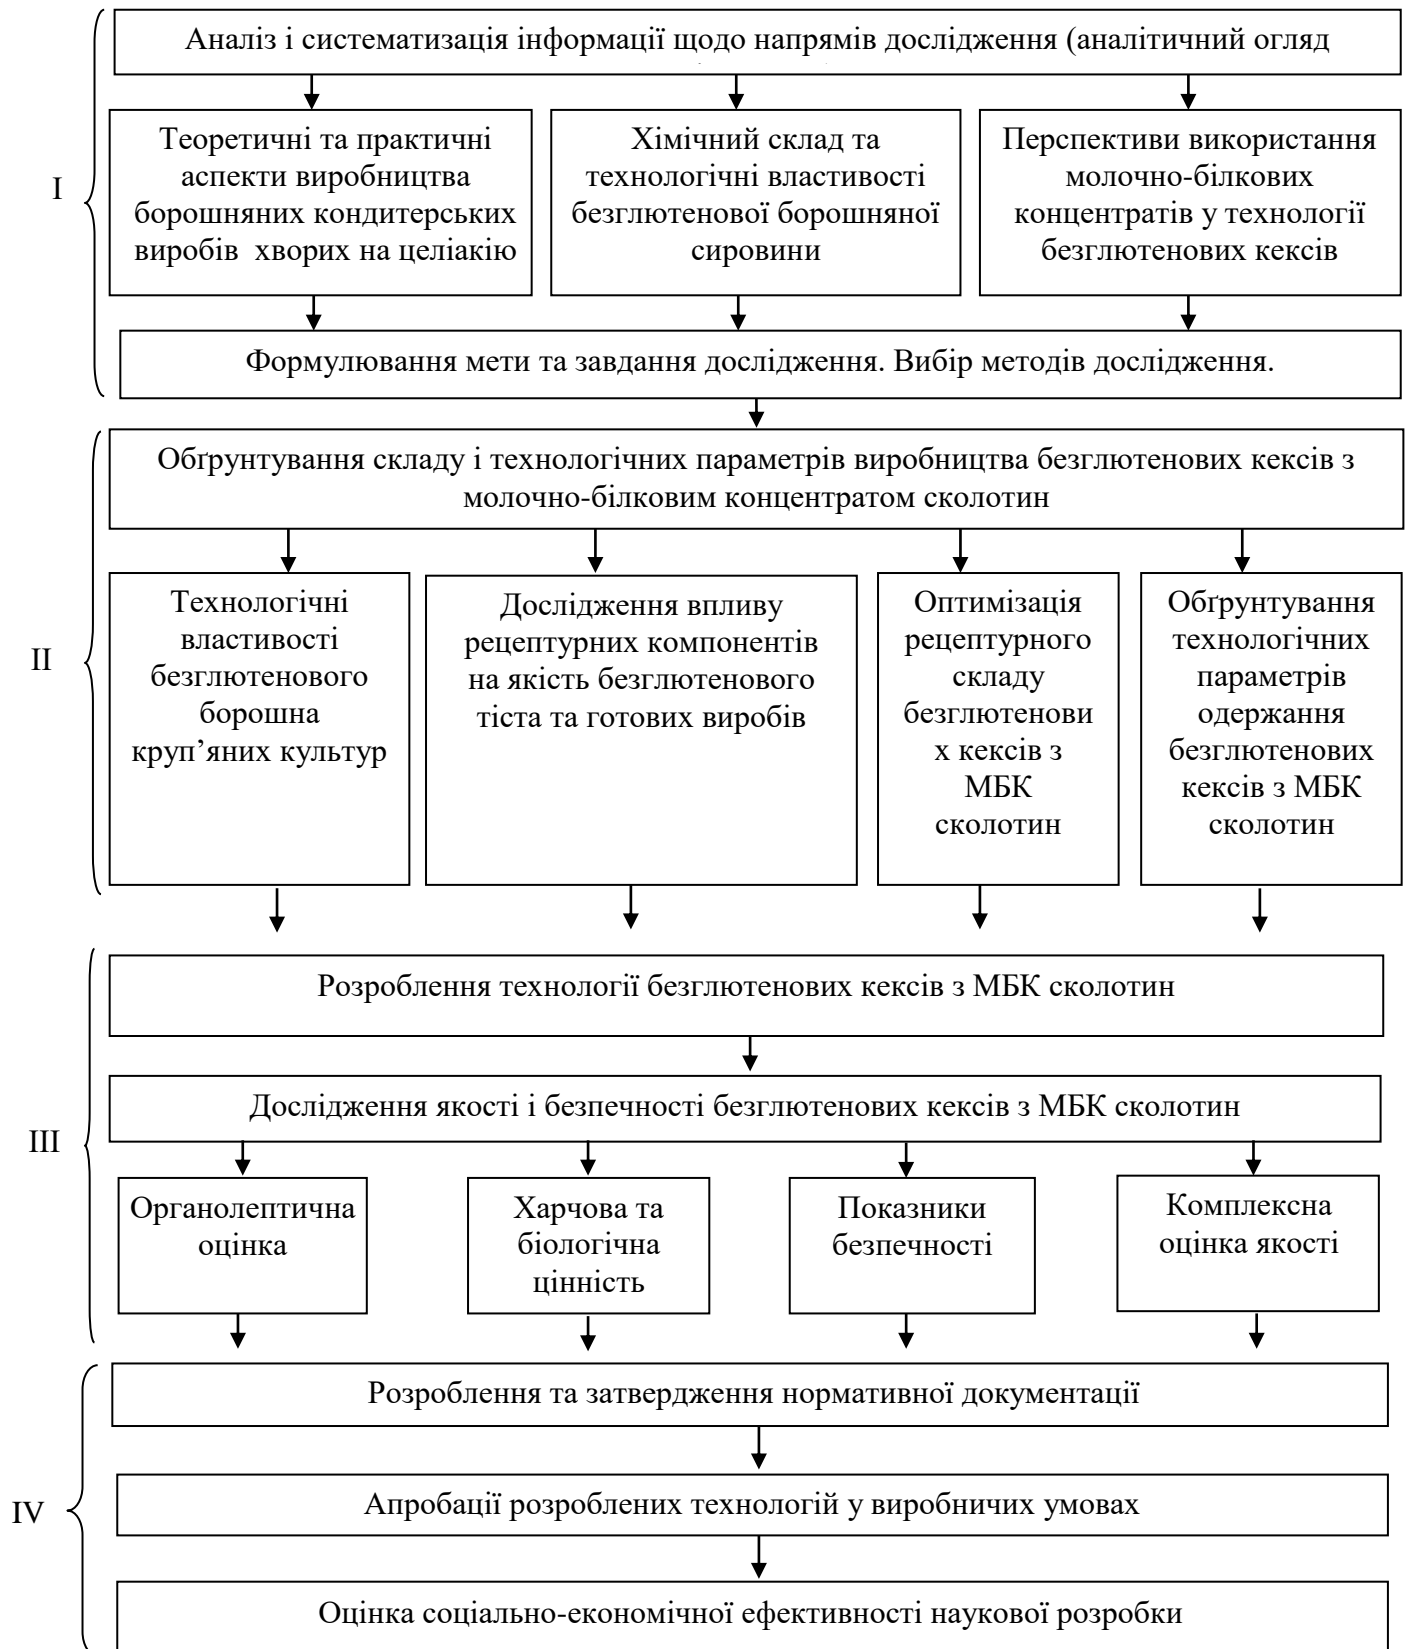 Аналіз і систематизація інформації щодо напрямів дослідження (аналітичний огляд
I
Теоретичні та практичні
аспекти виробництва
борошняних кондитерських
виробів хворих на целіакію
Хімічний склад та
технологічні властивості
безглютенової борошняної
сировини
Перспективи використання
молочно-білкових
концентратів у технології
безглютенових кексів
Формулювання мети та завдання дослідження. Вибір методів дослідження.
II
Обґрунтування складу і технологічних параметрів виробництва безглютенових кексів з
молочно-білковим концентратом сколотин
Технологічні
властивості
безглютенового
борошна
круп’яних культур
Дослідження впливу
рецептурних компонентів
на якість безглютенового
тіста та готових виробів
Оптимізація
рецептурного
складу
безглютенови
х кексів з
МБК
сколотин
Обґрунтування
технологічних
параметрів
одержання
безглютенових
кексів з МБК
сколотин
III
Розроблення технології безглютенових кексів з МБК сколотин
Дослідження якості і безпечності безглютенових кексів з МБК сколотин
Органолептична
оцінка
Харчова та
біологічна
цінність
Показники
безпечності
Комплексна
оцінка якості
IV
Розроблення та затвердження нормативної документації
Апробації розроблених технологій у виробничих умовах
Оцінка соціально-економічної ефективності наукової розробки